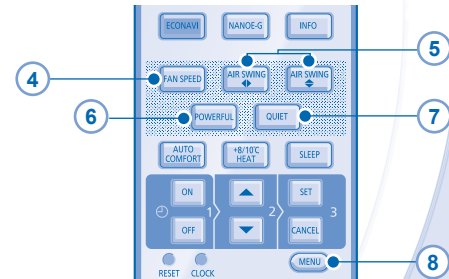 ECONAVI NANOE-G INFO
5
4 FAN SPEED AIR SWING AIR SWING
6 POWERFUL QUIET 7
AUTO COMFORT +8/10℃ HEAT SLEEP
ON 1 2 SET 3
OFF CANCEL
MENU 8
RESET CLOCK